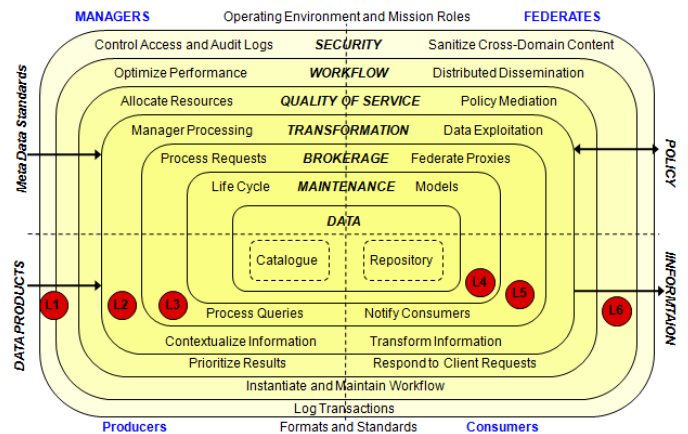 MANAGERS Operating Environment and Mission Roles FEDERATES
Control Access and Audit Logs SECURITY Sanitize Cross-Domain Content
Optimize Performance WORKFLOW Distributed Dissemination
Allocate Resources QUALITY OF SERVICE Policy Mediation
Manager Processing TRANSFORMATION Data Exploitation
Process Requests BROKERAGE Federate Proxies
Life Cycle MAINTENANCE Models
DATA
Catalogue Repository
Meta Data Standards
POLICY
DATA PRODUCTS
IINFORMTAION
L1 L2 L3 L4 L5 L6
Process Queries Notify Consumers
Contextualize Information Transform Information
Prioritize Results Respond to Client Requests
Instantiate and Maintain Workflow
Log Transactions
Producers Formats and Standards Consumers